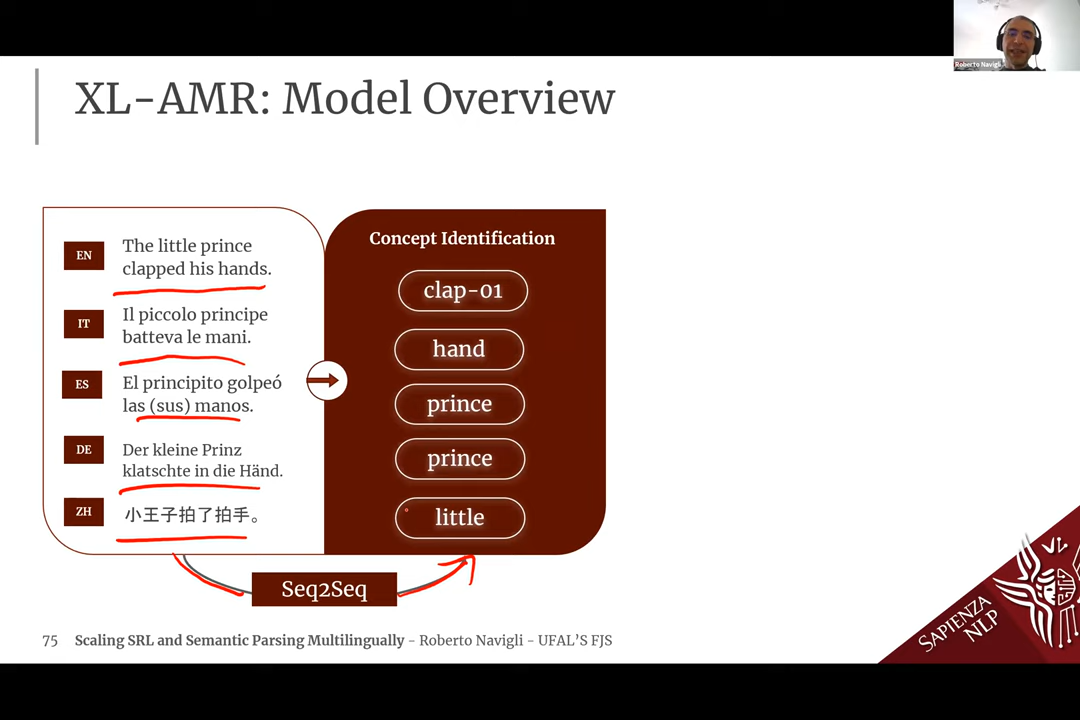 Roberto Navigli
XL-AMR: Model Overview
EN
The little prince
clapped his hands.
IT
Il piccolo principe
batteva le mani.
ES
El principito golpeó
las (sus) manos.
DE
Der kleine Prinz
klatschte in die Händ.
ZH
小王子拍了拍手。
Concept Identification
clap-01
hand
prince
prince
little
Seq2Seq
75 Scaling SRL and Semantic Parsing Multilingually - Roberto Navigli - UFAL'S FJS
SAPIENZA
NLP